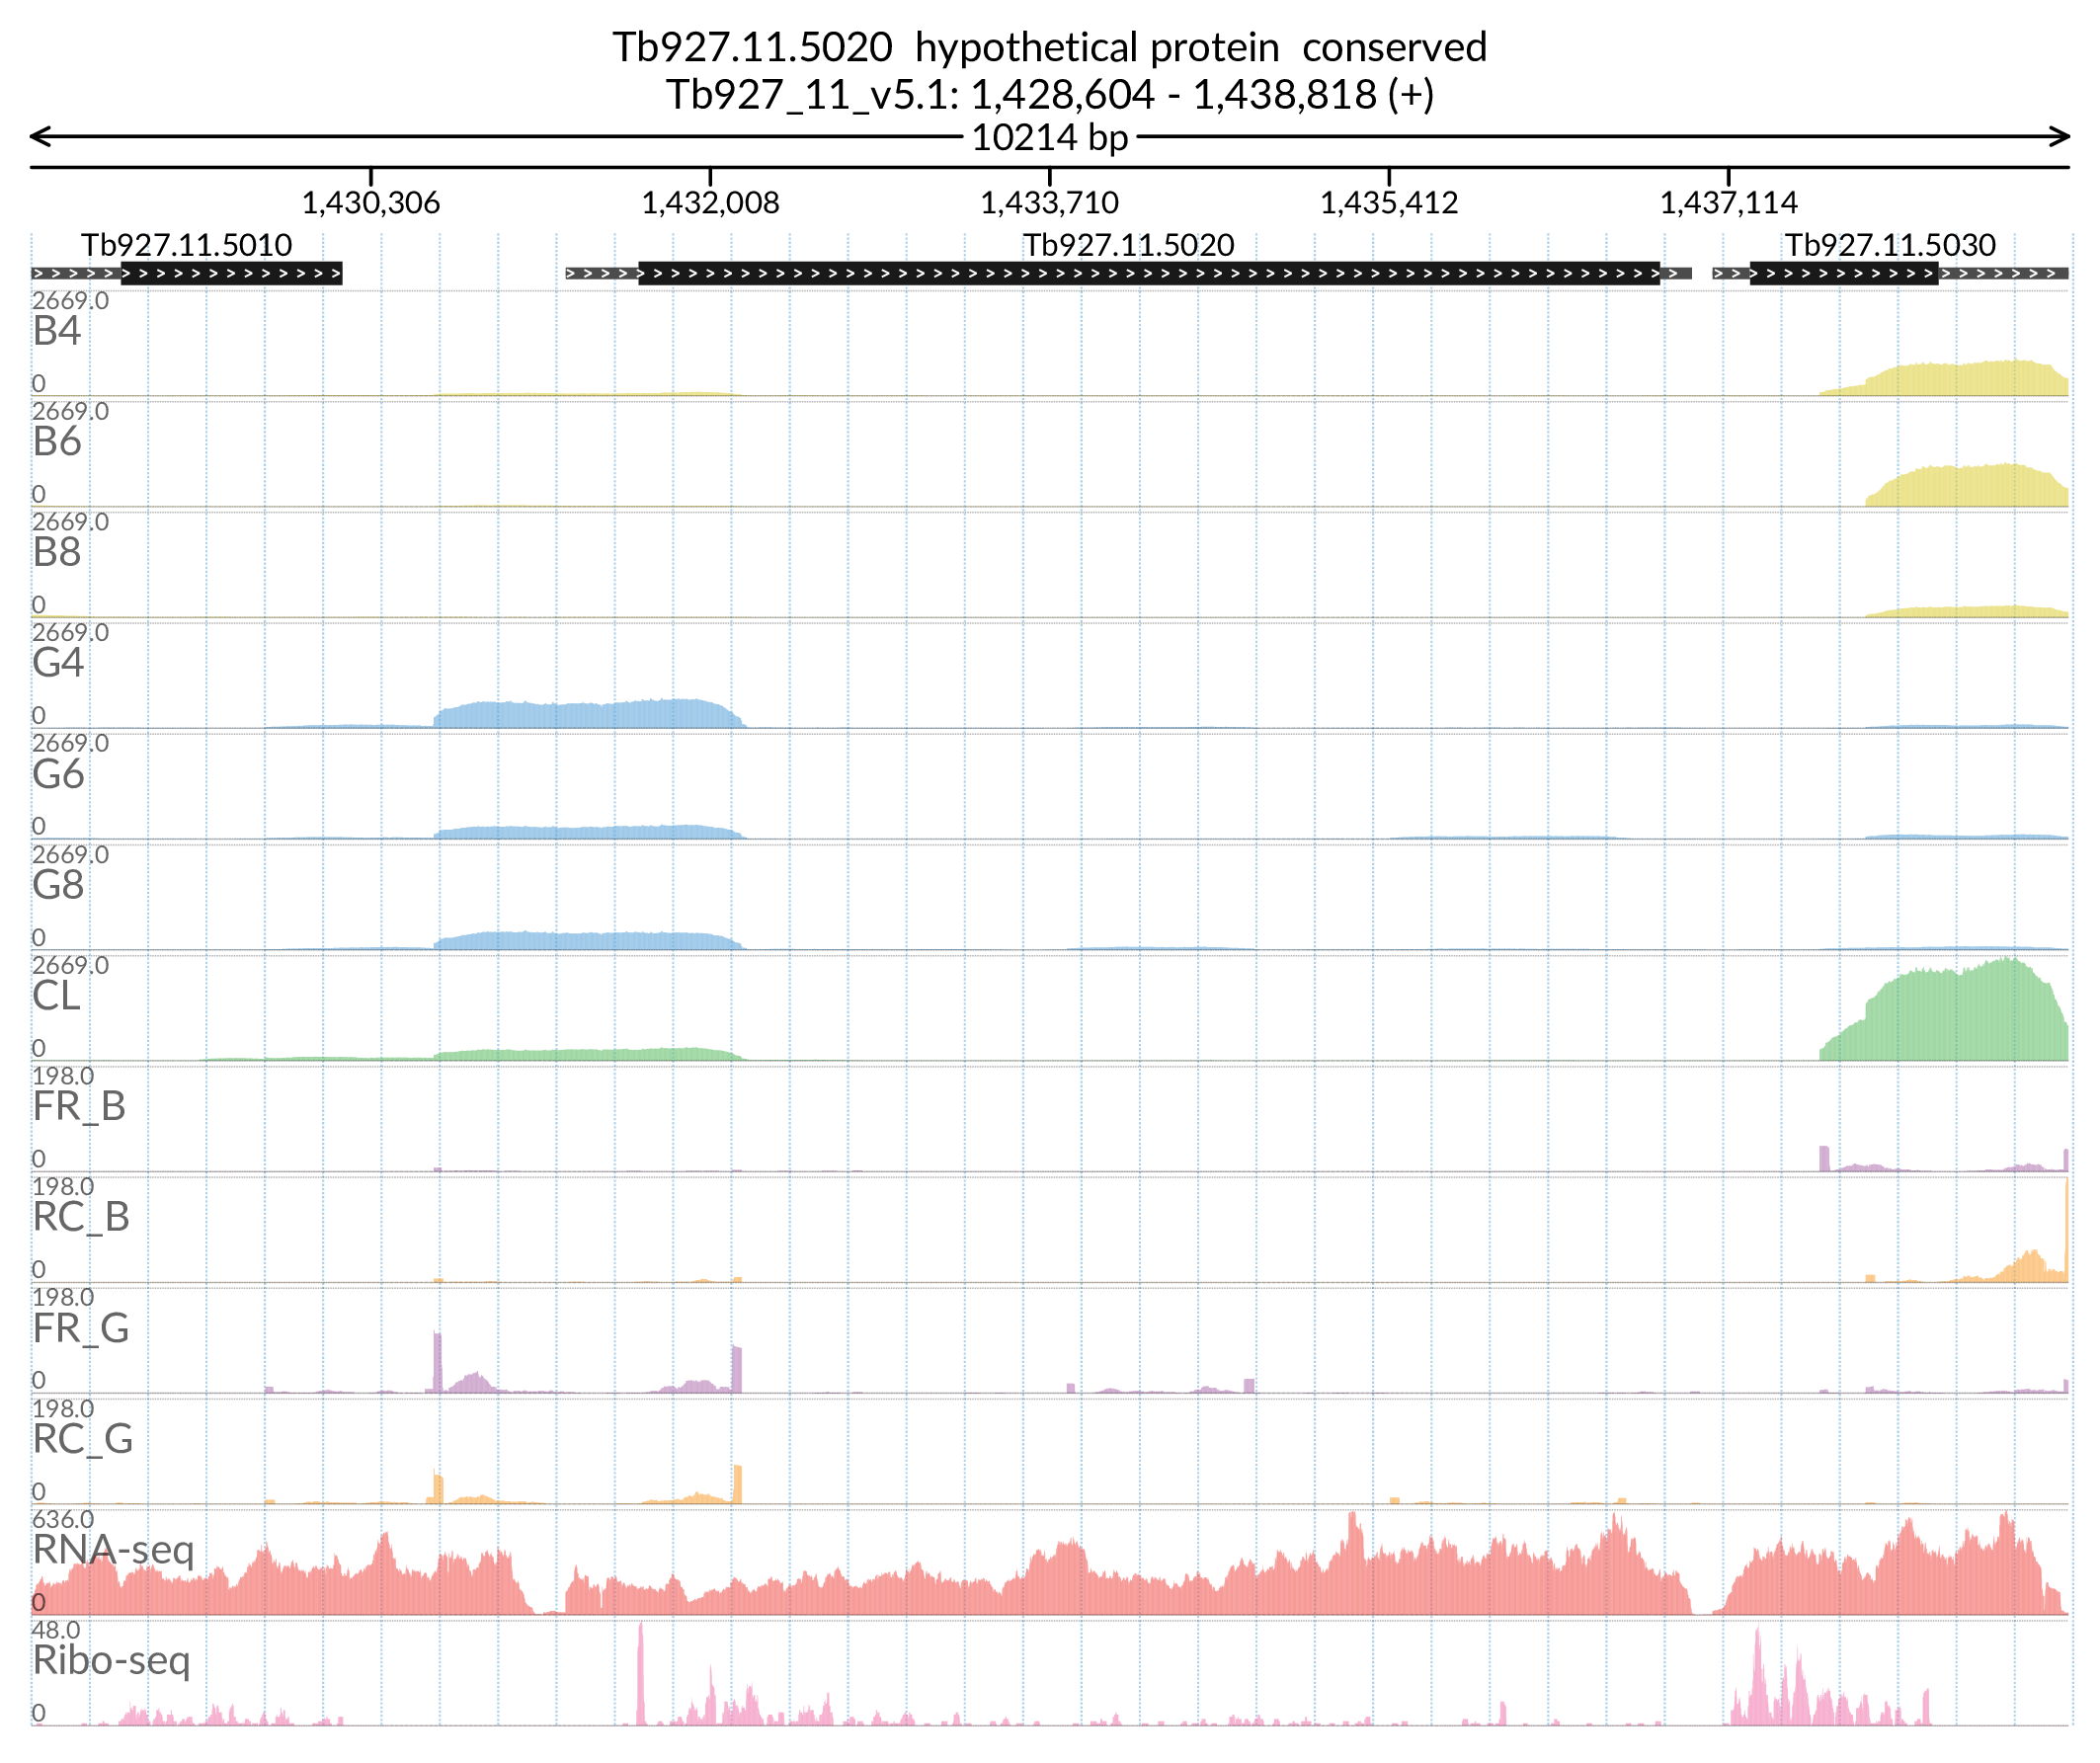 Tb927.11.5020  hypothetical protein  conserved
Tb927_11_v5.1: 1,428,604 - 1,438,818 (+)
10214 bp
1,430,306 1,432,008 1,433,710 1,435,412 1,437,114
Tb927.11.5010 Tb927.11.5020 Tb927.11.5030
2669.0
B4
0
2669.0
B6
0
2669.0
B8
0
2669.0
G4
0
2669.0
G6
0
2669.0
G8
0
2669.0
CL
0
198.0
FR_B
0
198.0
RC_B
0
198.0
FR_G
0
198.0
RC_G
0
636.0
RNA-seq
0
48.0
Ribo-seq
0